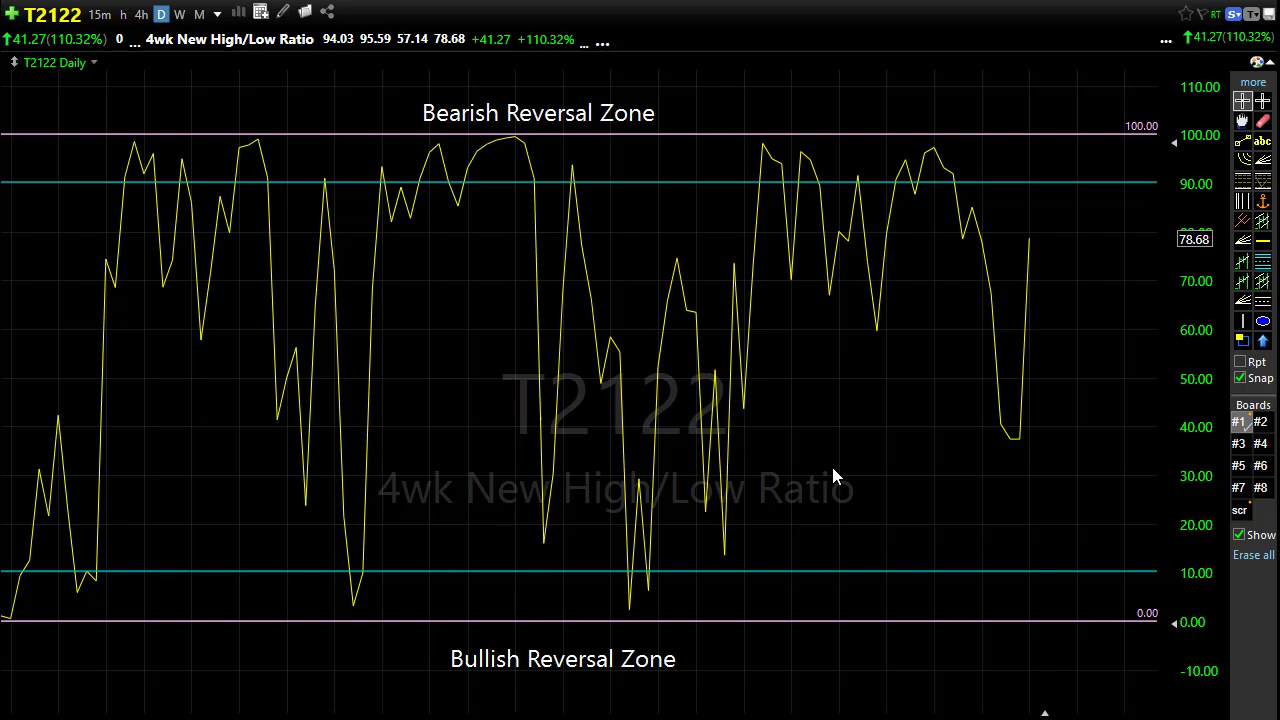 T2122 15m h 4h D W M RT S T
41.27(110.32%) 0 ... 4wk New High/Low Ratio 94.03 95.59 57.14 78.68 +41.27 +110.32% ... ... ... 41.27(110.32%)
T2122 Daily
more
110.00
Bearish Reversal Zone
100.00
100.00
abc
90.00
78.68
70.00
60.00
Rpt
50.00
Snap
T2122
Boards
#1 #2
40.00
#3 #4
#5 #6
30.00
4wk New High/Low Ratio
#7 #8
scr
20.00
Show
Erase all
10.00
0.00
0.00
Bullish Reversal Zone
-10.00